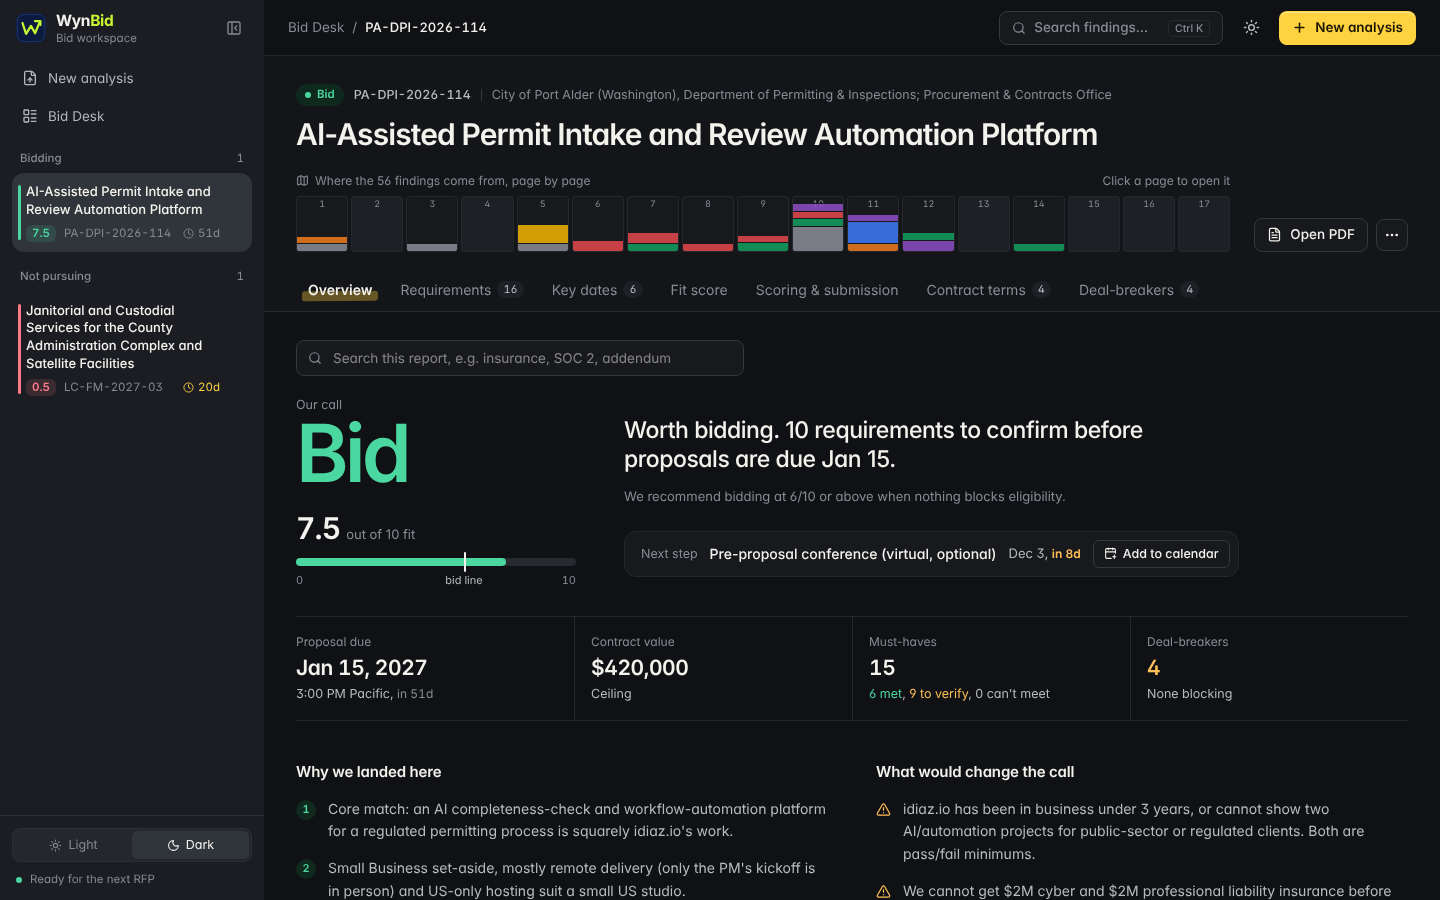 WynBid
Bid workspace
New analysis
Bid Desk
Bidding 1
AI-Assisted Permit Intake and
Review Automation Platform
7.5 PA-DPI-2026-114 51d
Not pursuing 1
Janitorial and Custodial
Services for the County
Administration Complex and
Satellite Facilities
0.5 LC-FM-2027-03 20d
Light Dark
Ready for the next RFP
Bid Desk / PA-DPI-2026-114
Search findings... Ctrl K
New analysis
Bid PA-DPI-2026-114 City of Port Alder (Washington), Department of Permitting & Inspections; Procurement & Contracts Office
AI-Assisted Permit Intake and Review Automation Platform
Where the 56 findings come from, page by page Click a page to open it
1 2 3 4 5 6 7 8 9 10 11 12 13 14 15 16 17
Open PDF
Overview Requirements 16 Key dates 6 Fit score Scoring & submission Contract terms 4 Deal-breakers 4
Search this report, e.g. insurance, SOC 2, addendum
Our call
Bid
7.5 out of 10 fit
0 bid line 10
Worth bidding. 10 requirements to confirm before
proposals are due Jan 15.
We recommend bidding at 6/10 or above when nothing blocks eligibility.
Next step Pre-proposal conference (virtual, optional) Dec 3, in 8d Add to calendar
Proposal due
Jan 15, 2027
3:00 PM Pacific, in 51d
Contract value
$420,000
Ceiling
Must-haves
15
6 met, 9 to verify, 0 can't meet
Deal-breakers
4
None blocking
Why we landed here
1 Core match: an AI completeness-check and workflow-automation platform
for a regulated permitting process is squarely idiaz.io's work.
2 Small Business set-aside, mostly remote delivery (only the PM's kickoff is
in person) and US-only hosting suit a small US studio.
What would change the call
idiaz.io has been in business under 3 years, or cannot show two
AI/automation projects for public-sector or regulated clients. Both are
pass/fail minimums.
We cannot get $2M cyber and $2M professional liability insurance before